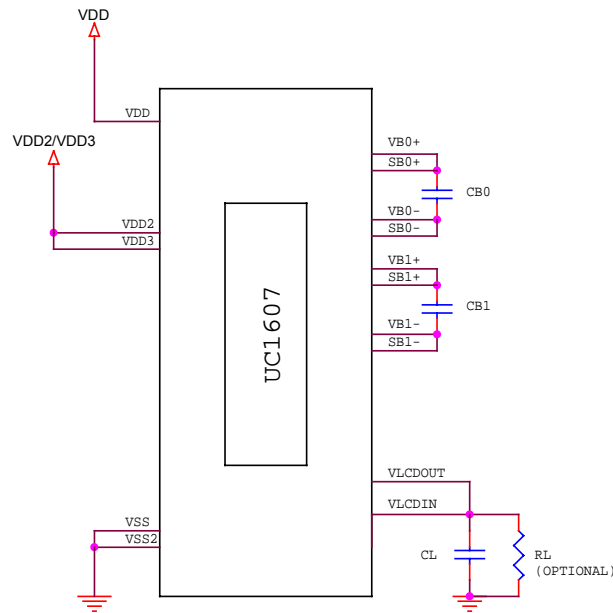 VDD
VDD
VDD2/VDD3
VDD2
VDD3
VB0+
SB0+
CB0
VB0-
SB0-
VB1+
SB1+
CB1
VB1-
SB1-
UC1607
VLCDOUT
VLCDIN
VSS
VSS2
CL
RL
(OPTIONAL)